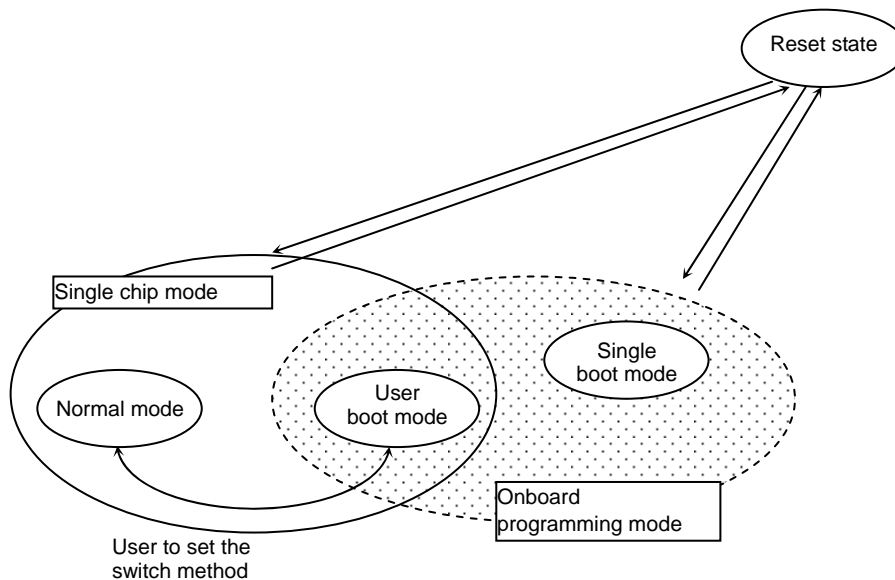 Reset state
Single chip mode
Single
boot mode
Normal mode
User
boot mode
Onboard
programming mode
User to set the
switch method